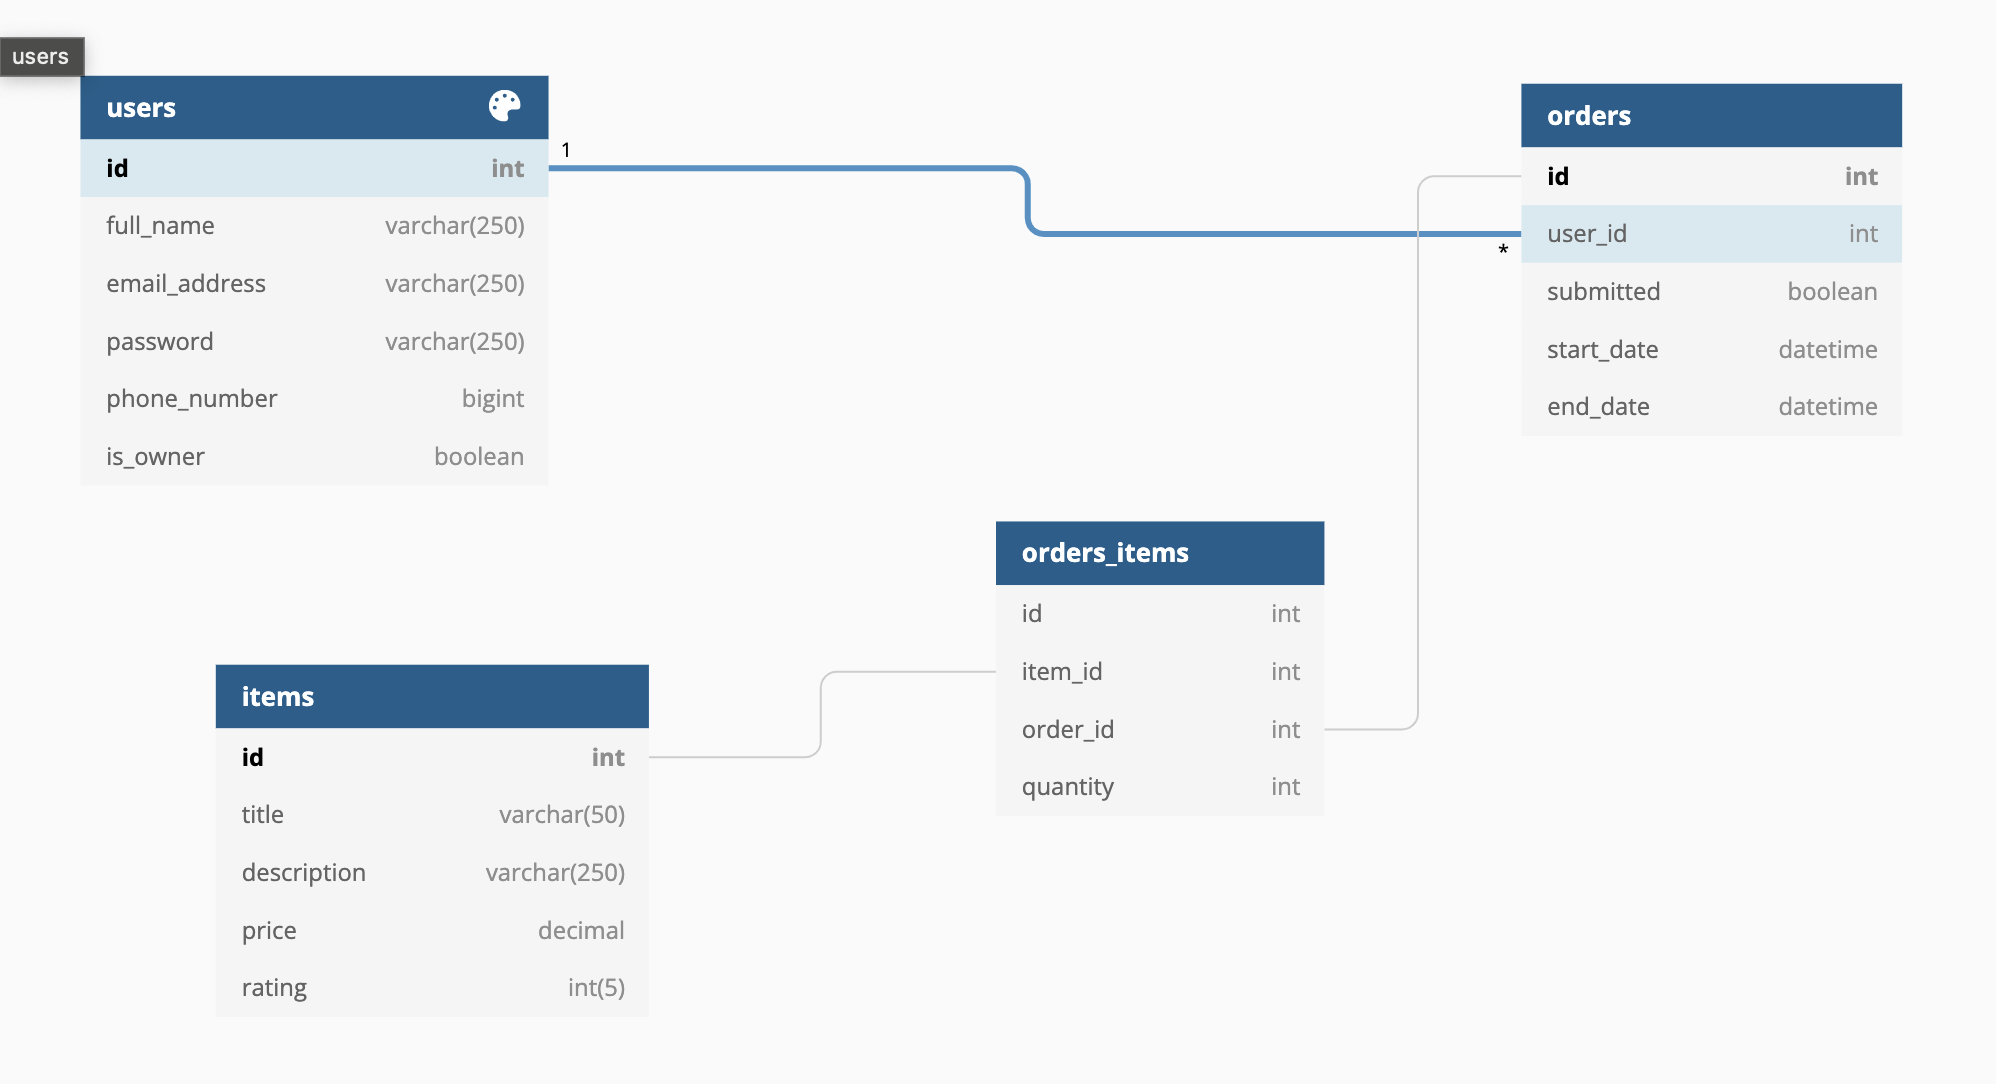 users
users
id int
1
full_name varchar(250)
email_address varchar(250)
password varchar(250)
phone_number bigint
is_owner boolean
orders
id int
user_id int
*
submitted boolean
start_date datetime
end_date datetime
orders_items
id int
item_id int
order_id int
quantity int
items
id int
title varchar(50)
description varchar(250)
price decimal
rating int(5)